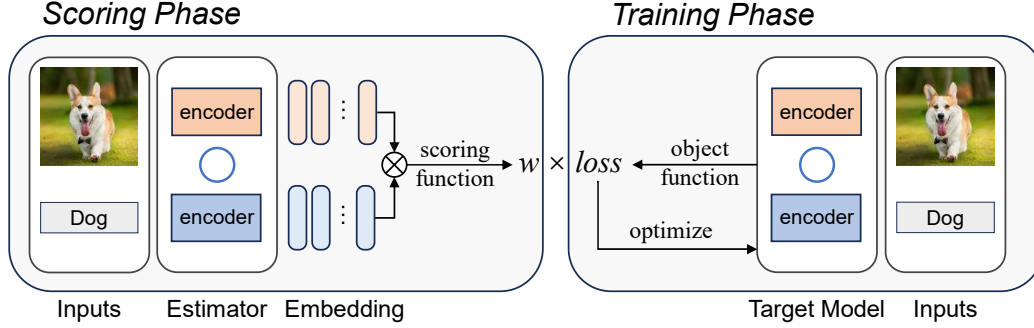 Scoring Phase
Training Phase
encoder
encoder
Dog
scoring
function
w × loss
object
function
optimize
encoder
encoder
Dog
Inputs
Estimator
Embedding
Target Model
Inputs